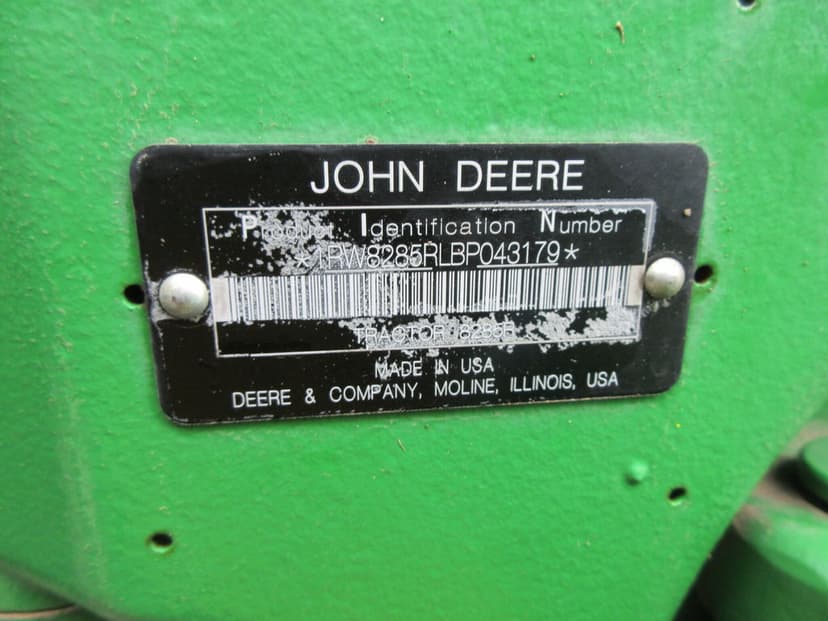 JOHN DEERE
Product Identification Number
*1RW8285RLBP043179*
TRACTOR 8285R
MADE IN USA
DEERE & COMPANY, MOLINE, ILLINOIS, USA